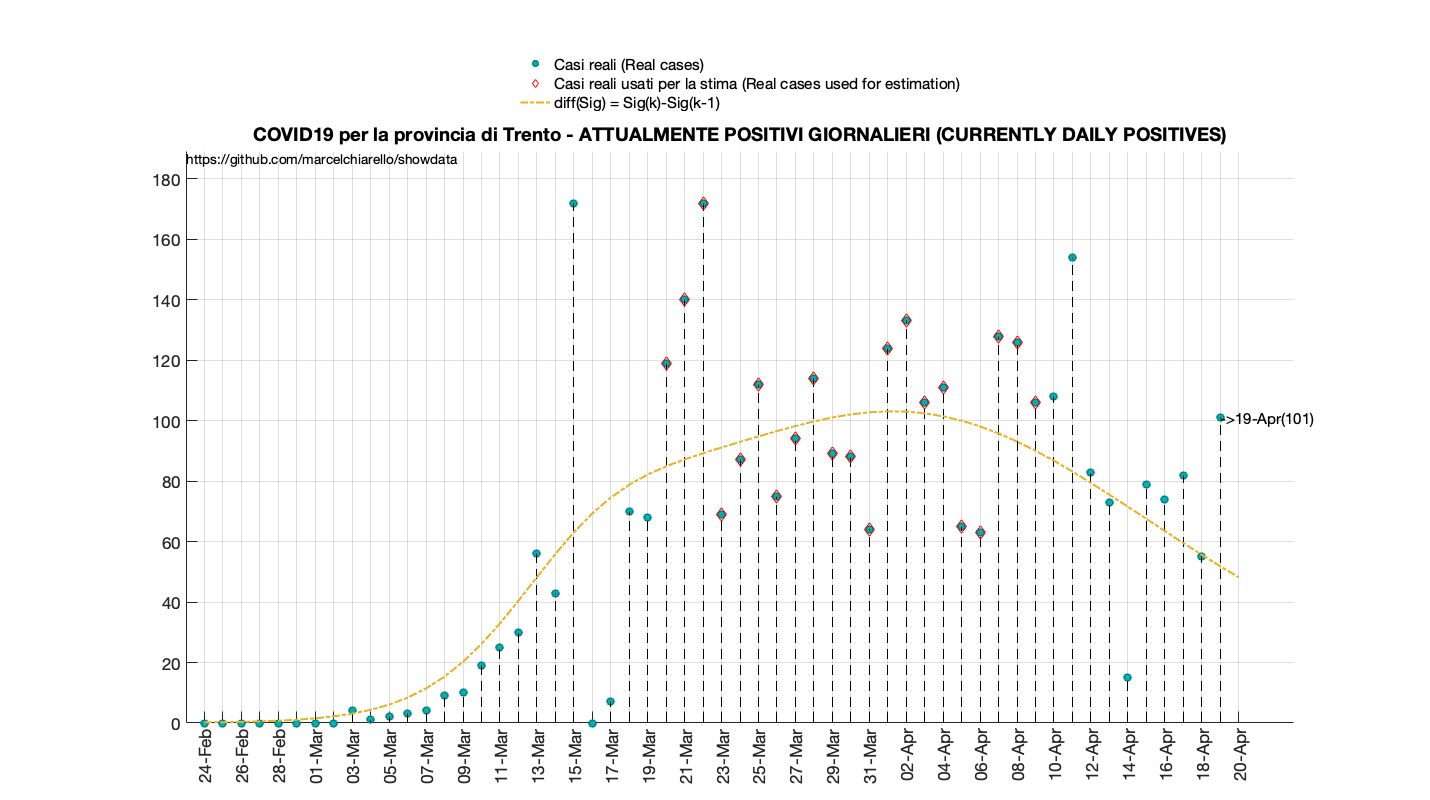 Casi reali (Real cases)
Casi reali usati per la stima (Real cases used for estimation)
diff(Sig) = Sig(k)-Sig(k-1)
COVID19 per la provincia di Trento - ATTUALMENTE POSITIVI GIORNALIERI (CURRENTLY DAILY POSITIVES)
https://github.com/marcelchiarello/showdata
180
160
140
120
100
80
60
40
20
0
->19-Apr(101)
24-Feb
26-Feb
28-Feb
01-Mar
03-Mar
05-Mar
07-Mar
09-Mar
11-Mar
13-Mar
15-Mar
17-Mar
19-Mar
21-Mar
23-Mar
25-Mar
27-Mar
29-Mar
31-Mar
02-Apr
04-Apr
06-Apr
08-Apr
10-Apr
12-Apr
14-Apr
16-Apr
18-Apr
20-Apr